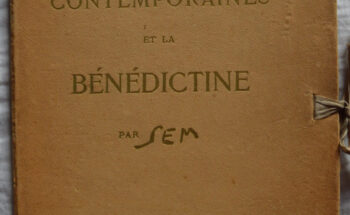 CONTEMPORAINES
ET LA
BÉNÉDICTINE
PAR SEM